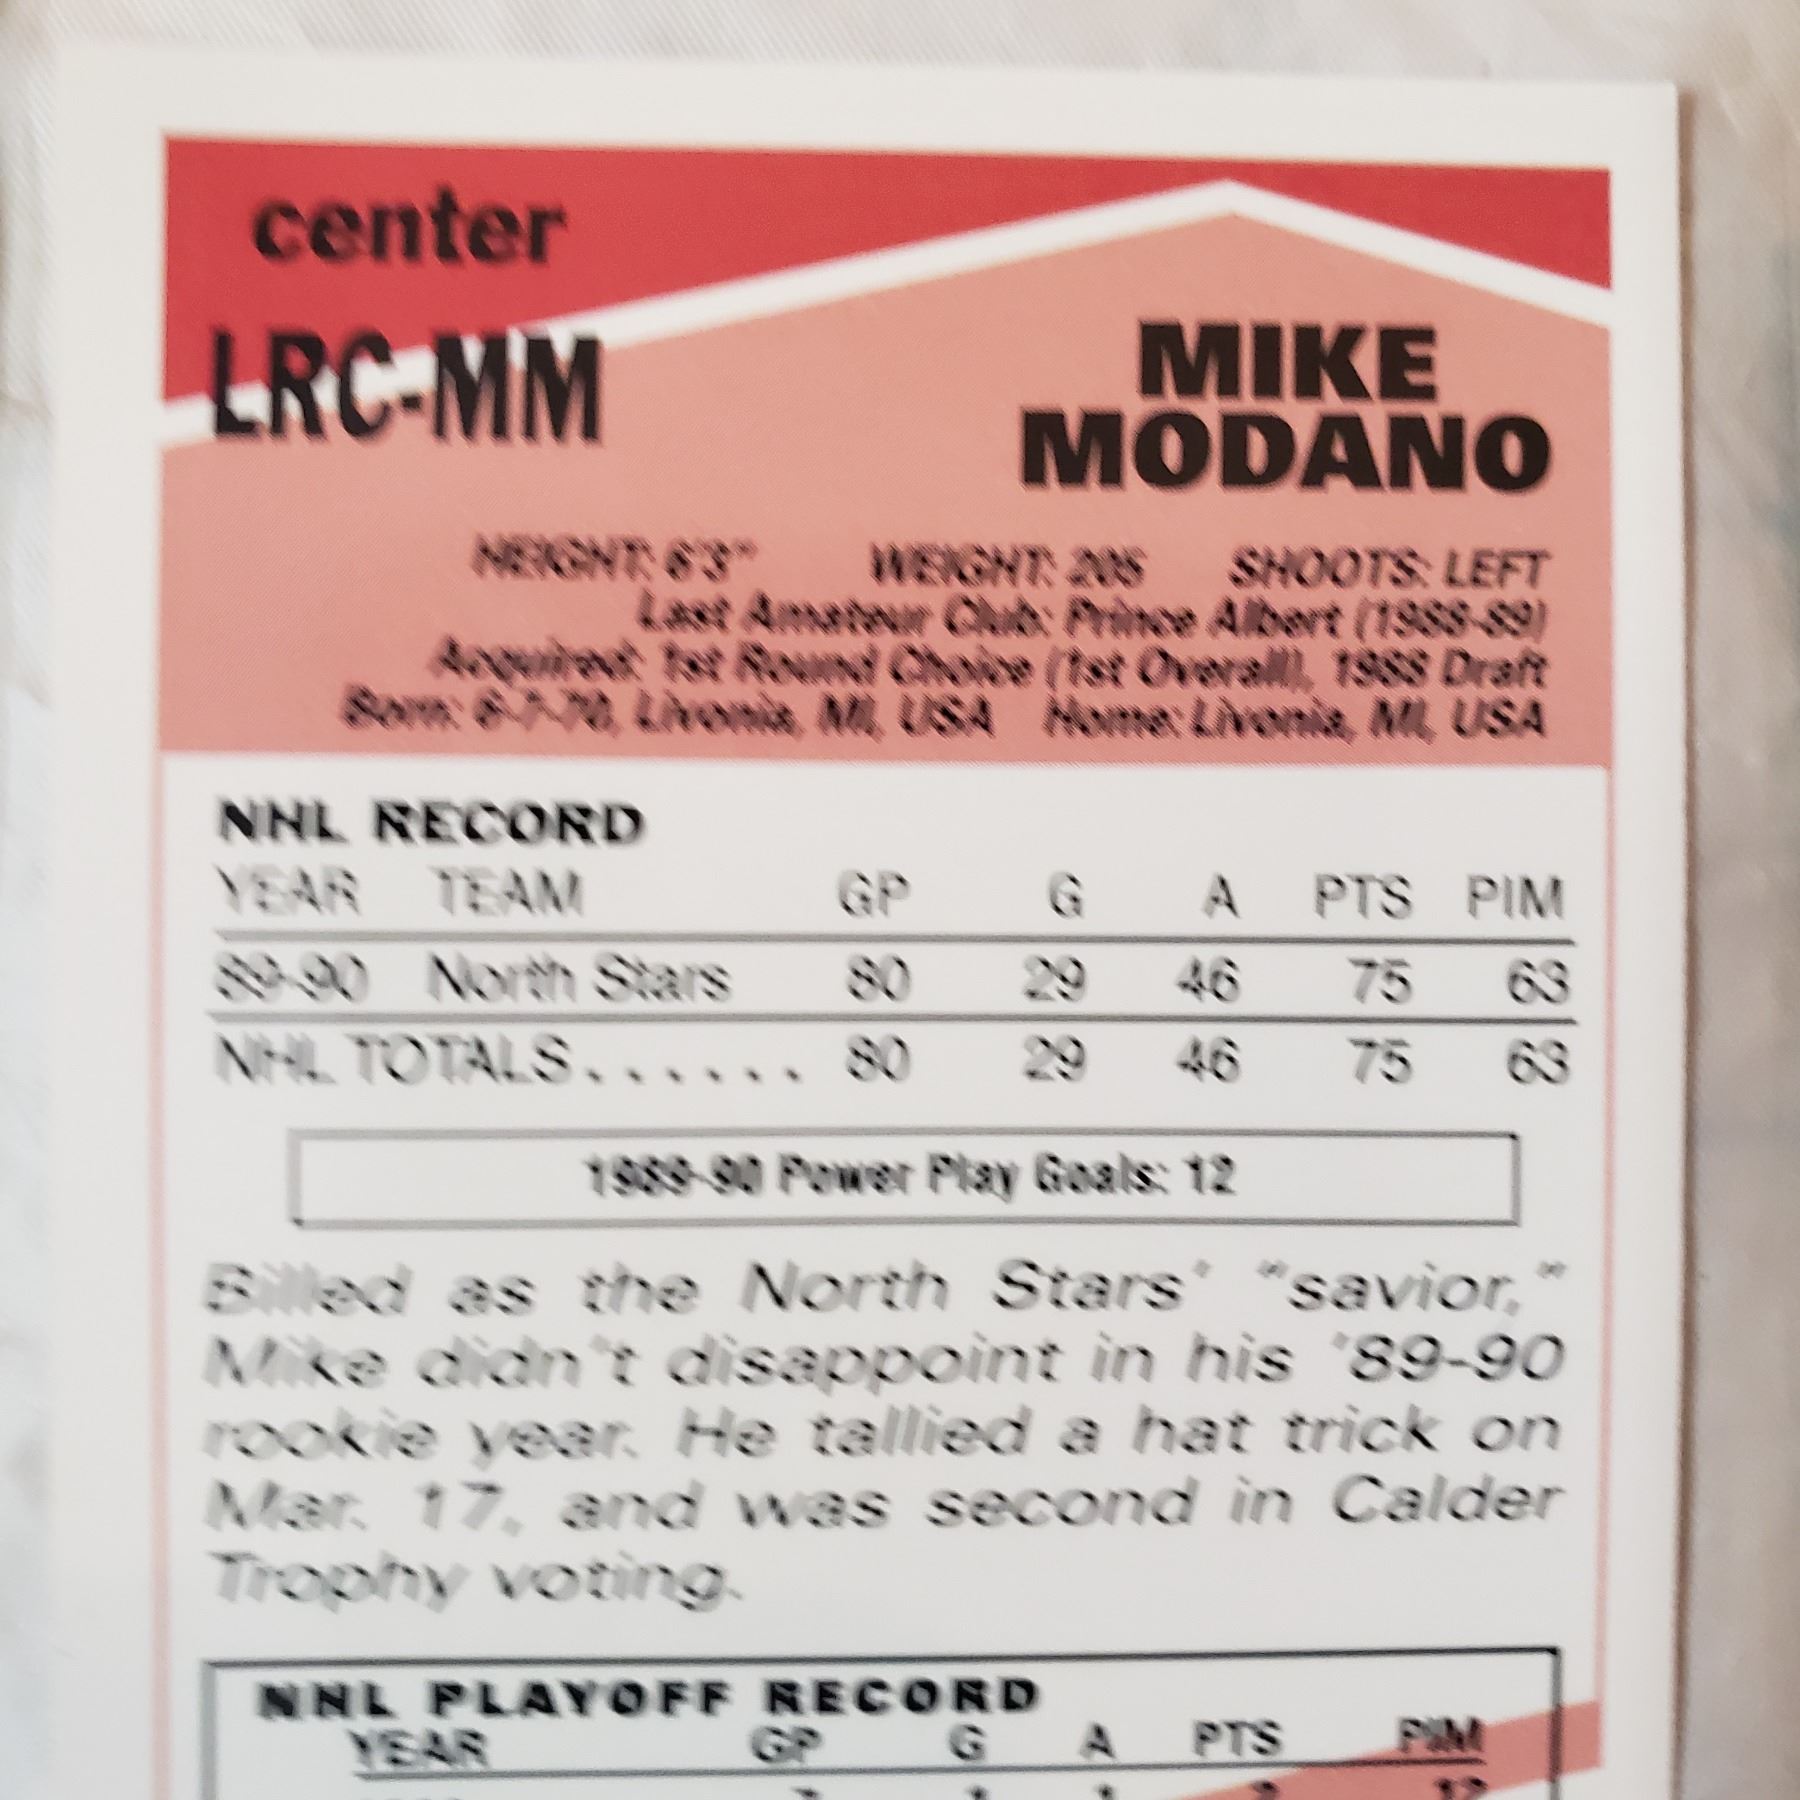 center
LRC-MM
MIKE
MODANO
HEIGHT: 6'3" WEIGHT: 205 SHOOTS: LEFT
Last Amateur Club: Prince Albert (1988-89)
Acquired: 1st Round Choice (1st Overall), 1988 Draft
Born: 6-7-70, Livonia, MI, USA Home: Livonia, MI, USA
NHL RECORD
YEAR TEAM GP G A PTS PIM
89-90 North Stars 80 29 46 75 63
NHL TOTALS...... 80 29 46 75 63
1989-90 Power Play Goals: 12
Billed as the North Stars' "savior,"
Mike didn't disappoint in his '89-90
rookie year. He tallied a hat trick on
Mar. 17, and was second in Calder
Trophy voting.
NHL PLAYOFF RECORD
YEAR GP G A PTS PIM